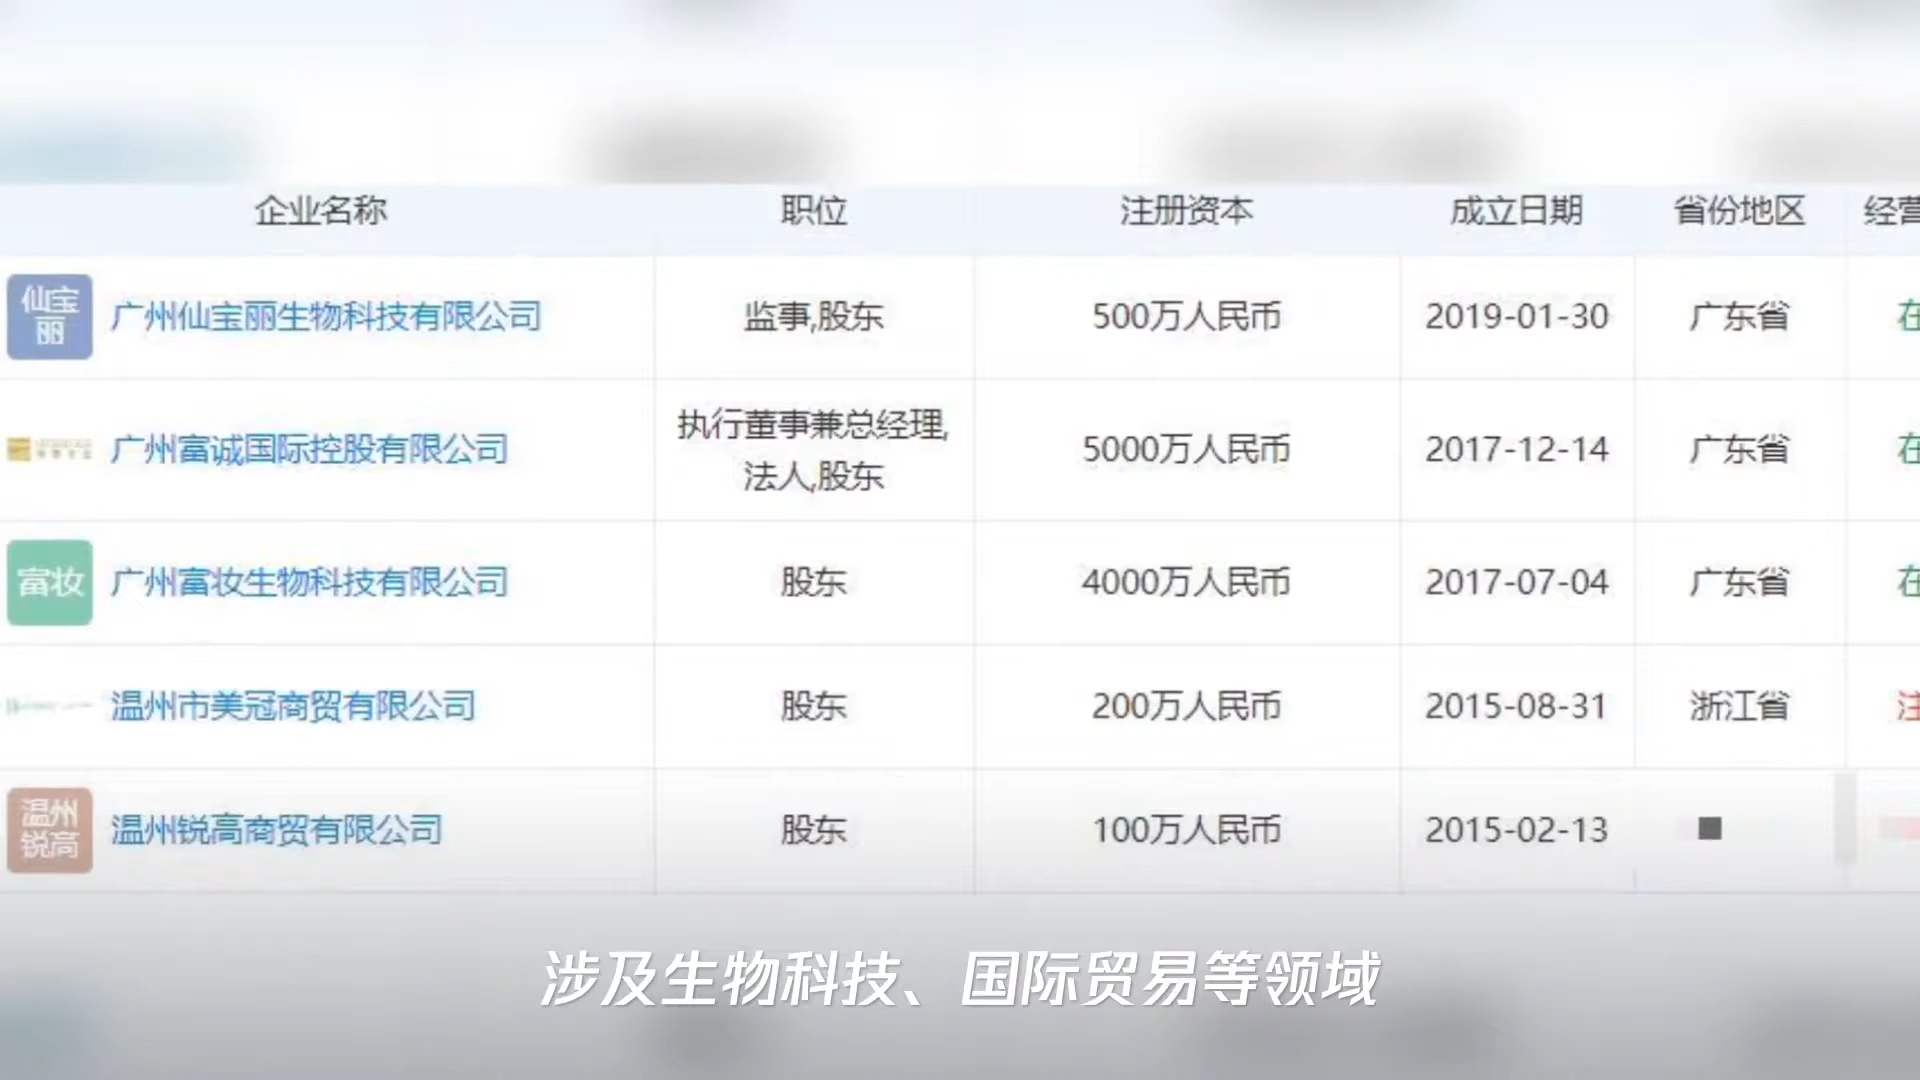 企业名称 职位 注册资本 成立日期 省份地区 经营
仙宝
丽
广州仙宝丽生物科技有限公司 监事,股东 500万人民币 2019-01-30 广东省 在
广州富诚国际控股有限公司 执行董事兼总经理,
法人,股东 5000万人民币 2017-12-14 广东省 在
富妆 广州富妆生物科技有限公司 股东 4000万人民币 2017-07-04 广东省 在
温州市美冠商贸有限公司 股东 200万人民币 2015-08-31 浙江省 注
温州
锐高
温州锐高商贸有限公司 股东 100万人民币 2015-02-13
涉及生物科技、国际贸易等领域